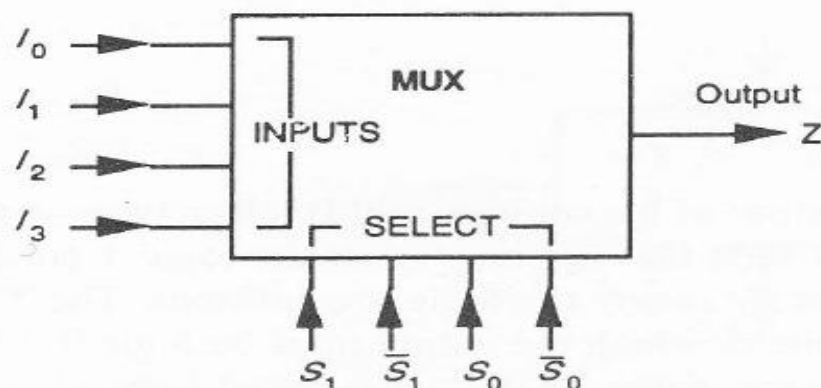 I₀
MUX
Output
I₁
INPUTS
Z
I₂
I₃
SELECT
S₁ S̅₁ S₀ S̅₀